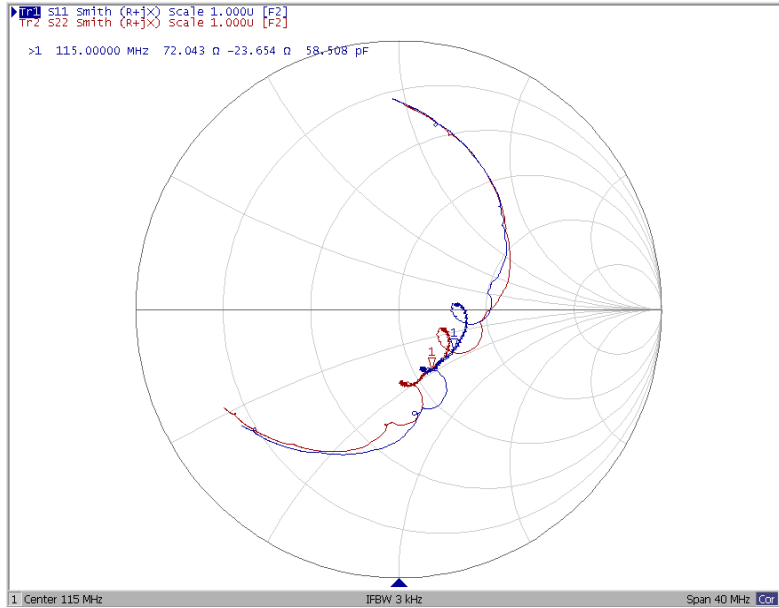 Tr1 S11 Smith (R+jX) Scale 1.000U [F2]
Tr2 S22 Smith (R+jX) Scale 1.000U [F2]
>1 115.00000 MHz 72.043 Ω -23.654 Ω 58.508 pF
1
1
1 Center 115 MHz IFBW 3 kHz Span 40 MHz Cor